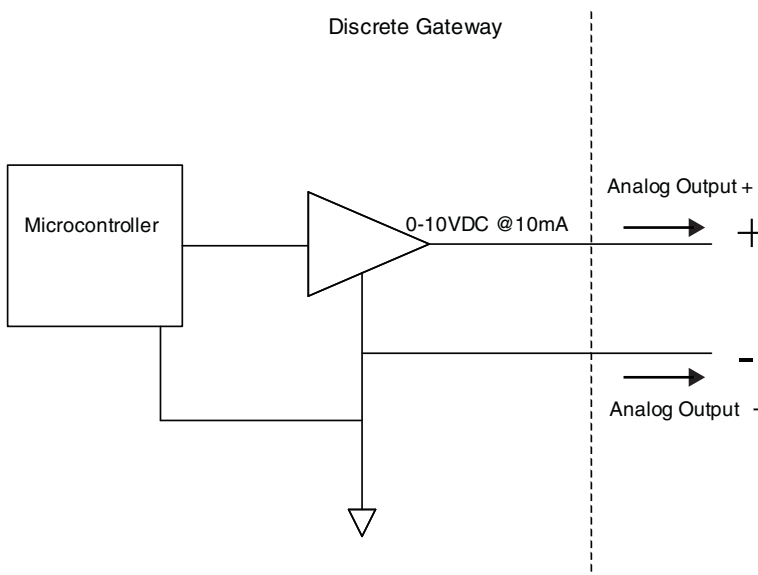 Discrete Gateway
Analog Output +
Microcontroller
0-10VDC @10mA
+
-
Analog Output -